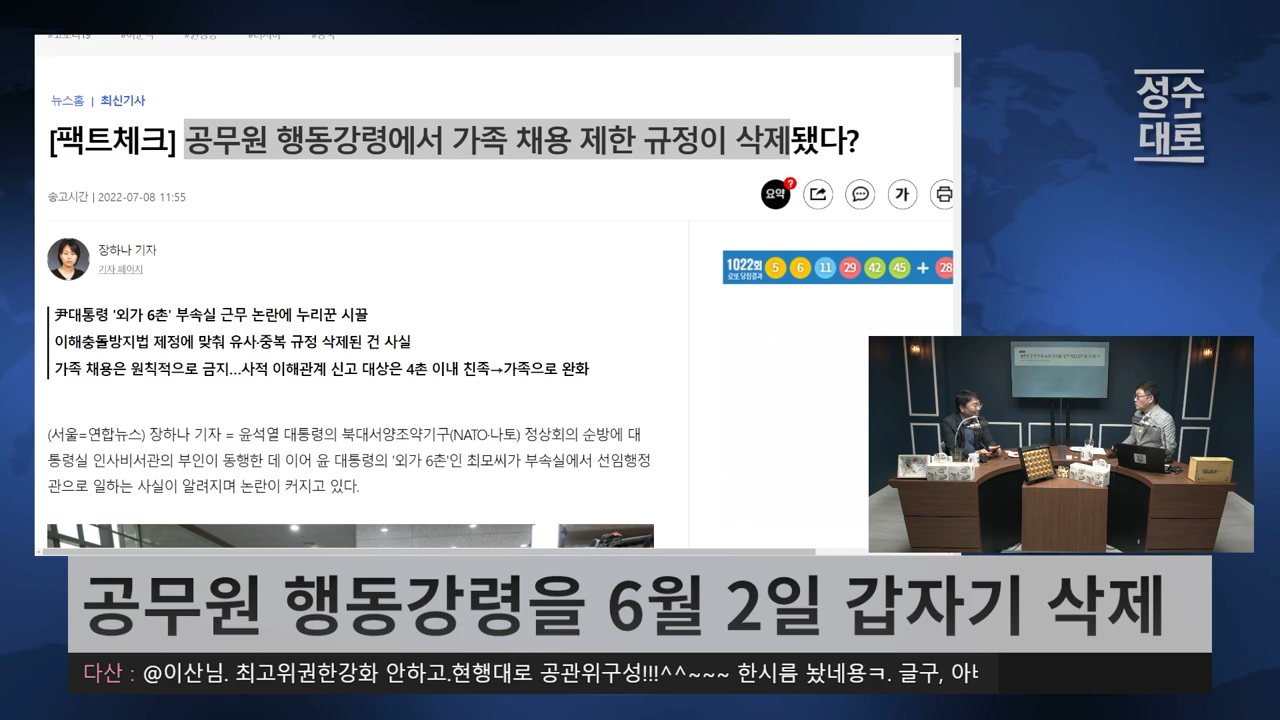 뉴스홈 | 최신기사
[팩트체크] 공무원 행동강령에서 가족 채용 제한 규정이 삭제됐다?
송고시간 | 2022-07-08 11:55
요약 ?
가
장하나 기자
기자 페이지
1022회 5 6 11 29 42 45 + 28
로또 당첨결과
尹대통령 '외가 6촌' 부속실 근무 논란에 누리꾼 시끌
이해충돌방지법 제정에 맞춰 유사·중복 규정 삭제된 건 사실
가족 채용은 원칙적으로 금지…사적 이해관계 신고 대상은 4촌 이내 친족→가족으로 완화
(서울=연합뉴스) 장하나 기자 = 윤석열 대통령의 북대서양조약기구(NATO·나토) 정상회의 순방에 대
통령실 인사비서관의 부인이 동행한 데 이어 윤 대통령의 '외가 6촌'인 최모씨가 부속실에서 선임행정
관으로 일하는 사실이 알려지며 논란이 커지고 있다.
성수
대로
공무원 행동강령을 6월 2일 갑자기 삭제
다산 : @이산님. 최고위권한강화 안하고.현행대로 공관위구성!!!^^~~~ 한시름 놨네용ㅋ. 글구,